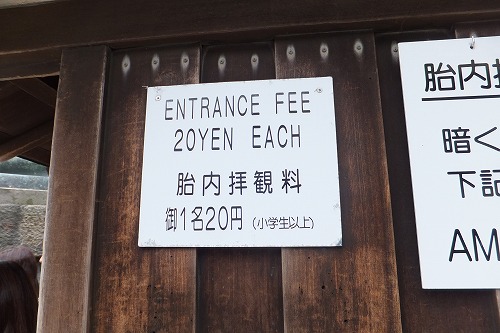 ENTRANCE FEE
20YEN EACH
胎内拝観料
御1名20円 (小学生以上)
胎内
暗く
下記
AM